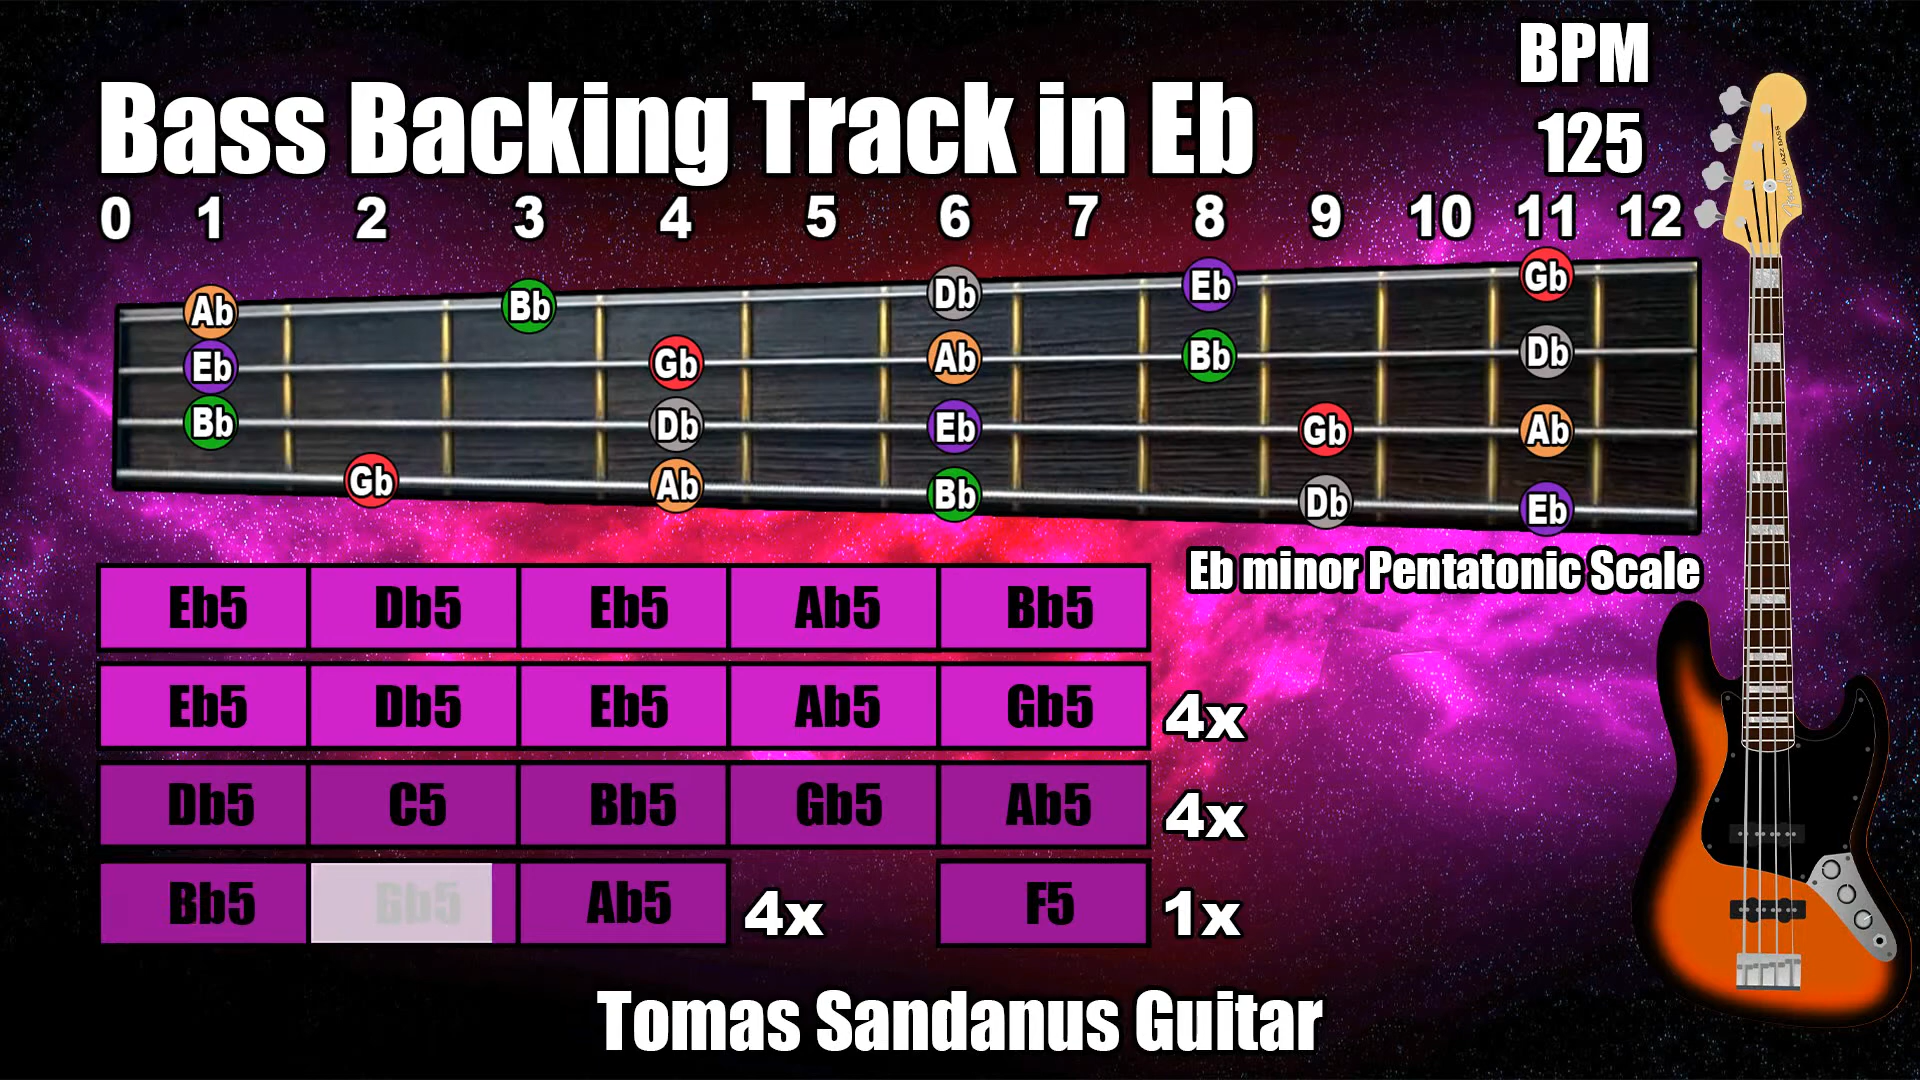 BPM
Bass Backing Track in Eb
125
0 1 2 3 4 5 6 7 8 9 10 11 12
Ab Bb Db Eb Gb
Eb Gb Ab Bb Db
Bb Db Eb Gb Ab
Gb Ab Bb Db Eb
Eb minor Pentatonic Scale
Eb5 Db5 Eb5 Ab5 Bb5
Eb5 Db5 Eb5 Ab5 Gb5 4x
Db5 C5 Bb5 Gb5 Ab5 4x
Bb5 Gb5 Ab5 4x F5 1x
Tomas Sandanus Guitar
JAZZ BASS